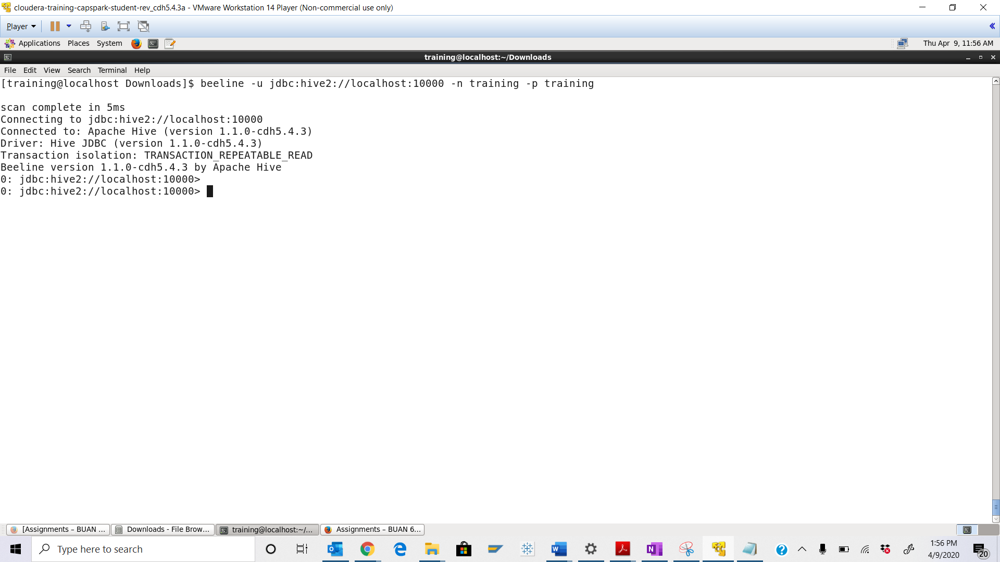 cloudera-training-capspark-student-rev_cdh5.4.3a - VMware Workstation 14 Player (Non-commercial use only)
Player
Applications Places System Thu Apr 9, 11:56 AM
training@localhost:~/Downloads
File Edit View Search Terminal Help
[training@localhost Downloads]$ beeline -u jdbc:hive2://localhost:10000 -n training -p training
scan complete in 5ms
Connecting to jdbc:hive2://localhost:10000
Connected to: Apache Hive (version 1.1.0-cdh5.4.3)
Driver: Hive JDBC (version 1.1.0-cdh5.4.3)
Transaction isolation: TRANSACTION_REPEATABLE_READ
Beeline version 1.1.0-cdh5.4.3 by Apache Hive
0: jdbc:hive2://localhost:10000>
0: jdbc:hive2://localhost:10000>
[Assignments – BUAN ... Downloads - File Brow... training@localhost:~/... Assignments – BUAN 6...
Type here to search
1:56 PM
4/9/2020
20